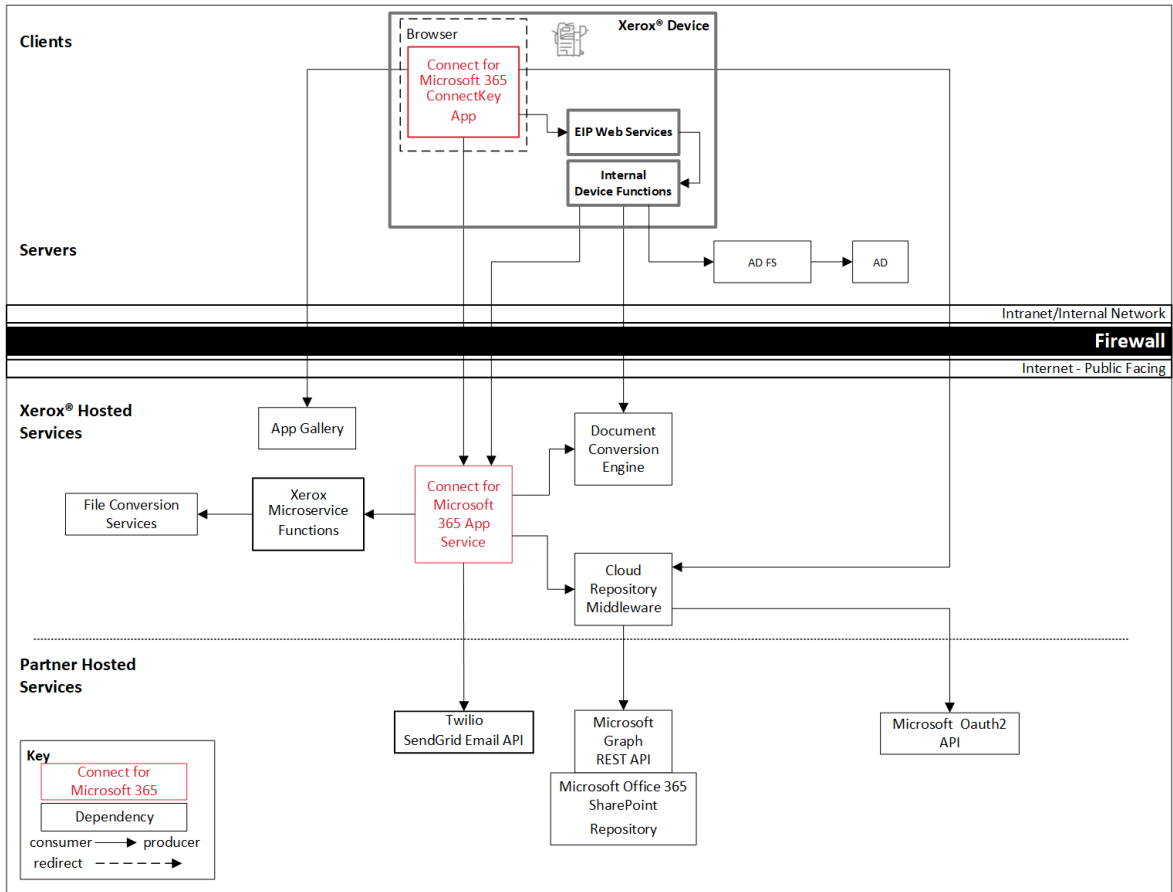 Clients
Xerox® Device
Browser
Connect for
Microsoft 365
ConnectKey
App
EIP Web Services
Internal
Device Functions
Servers
AD FS
AD
Intranet/Internal Network
Firewall
Internet - Public Facing
Xerox® Hosted
Services
App Gallery
Document
Conversion
Engine
File Conversion
Services
Xerox
Microservice
Functions
Connect for
Microsoft
365 App
Service
Cloud
Repository
Middleware
Partner Hosted
Services
Twilio
SendGrid Email API
Microsoft
Graph
REST API
Microsoft Office 365
SharePoint
Repository
Microsoft Oauth2
API
Key
Connect for
Microsoft 365
Dependency
consumer producer
redirect